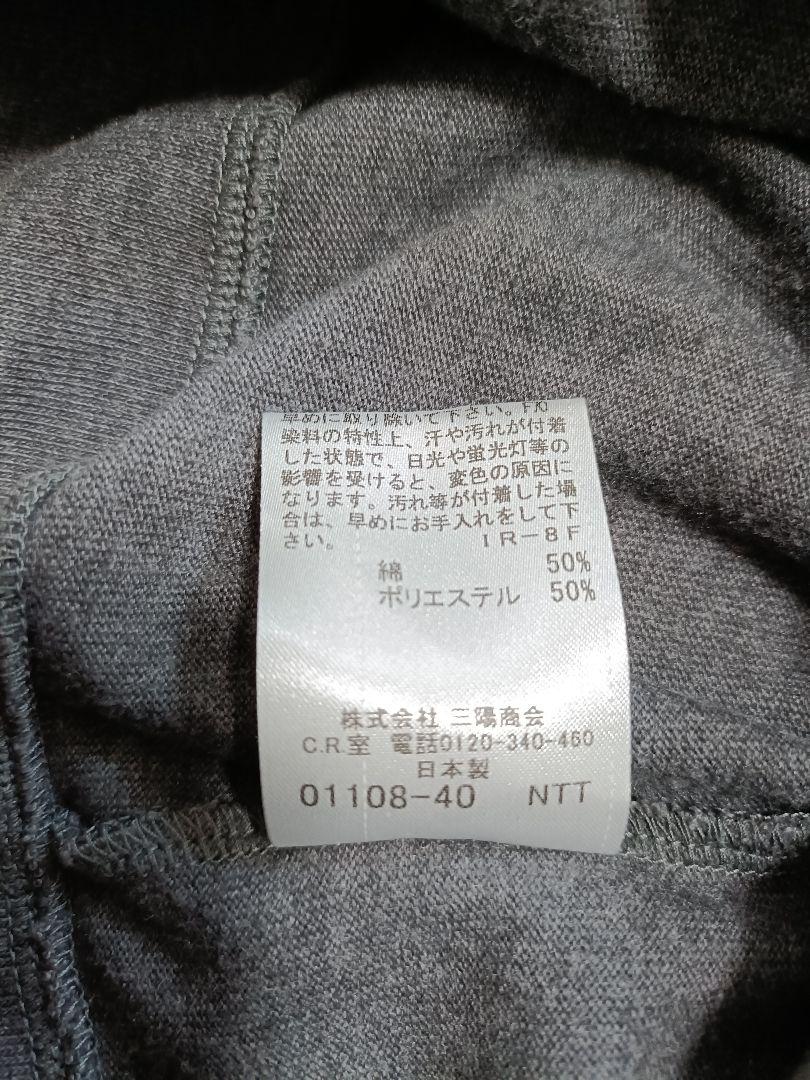 早めに取り除いて下さい。
染料の特性上、汗や汚れが付着
した状態で、日光や蛍光灯等の
影響を受けると、変色の原因に
なります。汚れ等が付着した場
合は、早めにお手入れをして下
さい。 IR-8F
綿 50%
ポリエステル 50%
株式会社 三陽商会
C.R.室 電話0120-340-460
日本製
01108-40 NTT